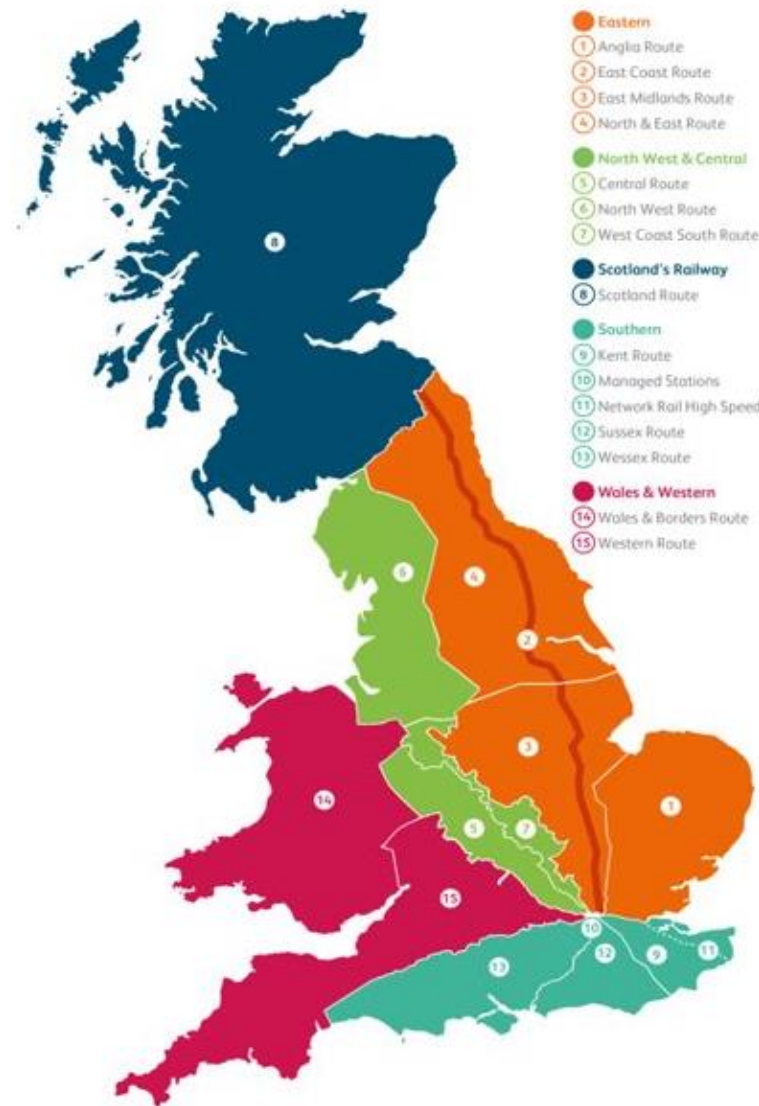 Eastern
1 Anglia Route
2 East Coast Route
3 East Midlands Route
4 North & East Route
North West & Central
5 Central Route
6 North West Route
7 West Coast South Route
Scotland's Railway
8 Scotland Route
Southern
9 Kent Route
10 Managed Stations
11 Network Rail High Speed
12 Sussex Route
13 Wessex Route
Wales & Western
14 Wales & Borders Route
15 Western Route
8
6
4
2
3
14
1
5
7
15
10
13
12
9
11